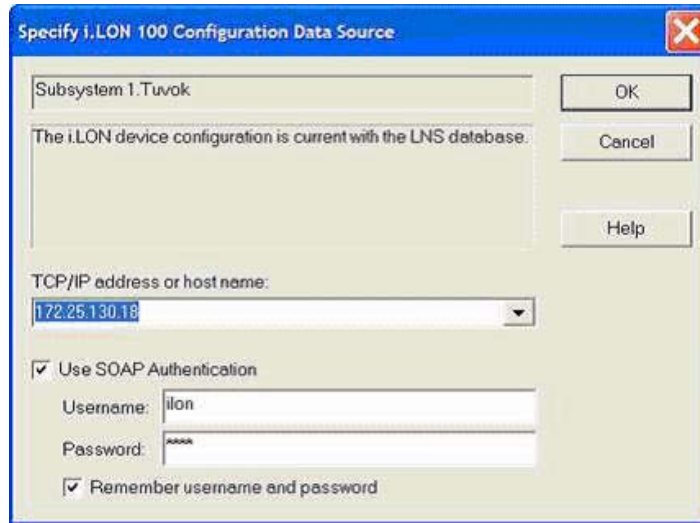 Specify i.LON 100 Configuration Data Source
Subsystem 1.Tuvok
OK
The i.LON device configuration is current with the LNS database.
Cancel
Help
TCP/IP address or host name:
172.25.130.18
Use SOAP Authentication
Username: ilon
Password: ****
Remember username and password